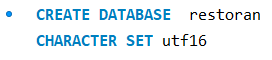 CREATE DATABASE restoran
CHARACTER SET utf16